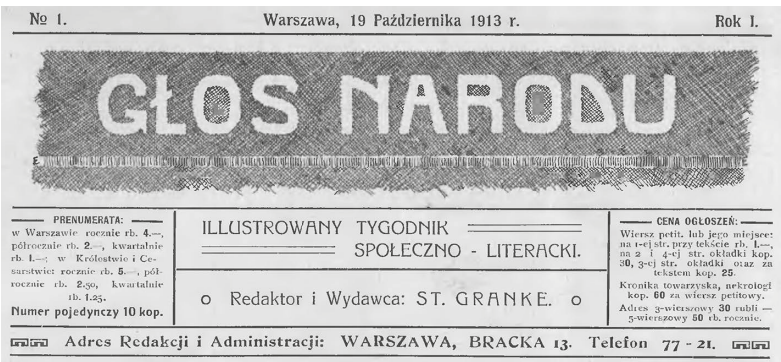 № 1.
Warszawa, 19 Października 1913 r.
Rok I.
GŁOS NARODU
PRENUMERATA:
w Warszawie rocznie rb. 4.—,
półrocznie rb. 2.—, kwartalnie
rb. 1.—; w Królestwie i Ce-
sarstwie: rocznie rb. 5.—, pół-
rocznie rb. 2.50, kwartalnie
rb. 1.25.
Numer pojedynczy 10 kop.
ILLUSTROWANY TYGODNIK
SPOŁECZNO - LITERACKI.
o Redaktor i Wydawca: ST. GRANKE. o
CENA OGŁOSZEŃ:
Wiersz petit. lub jego miejsce:
na 1-ej str. przy tekście rb. 1.—,
na 2 i 4-ej str. okładki kop.
30, 3-ej str. okładki oraz za
tekstem kop. 25.
Kronika towarzyska, nekrologi
kop. 60 za wiersz petitowy.
Adres 3-wierszowy 30 rubli —
5-wierszowy 50 rb. rocznie.
Adres Redakcji i Administracji: WARSZAWA, BRACKA 13. Telefon 77 - 21.